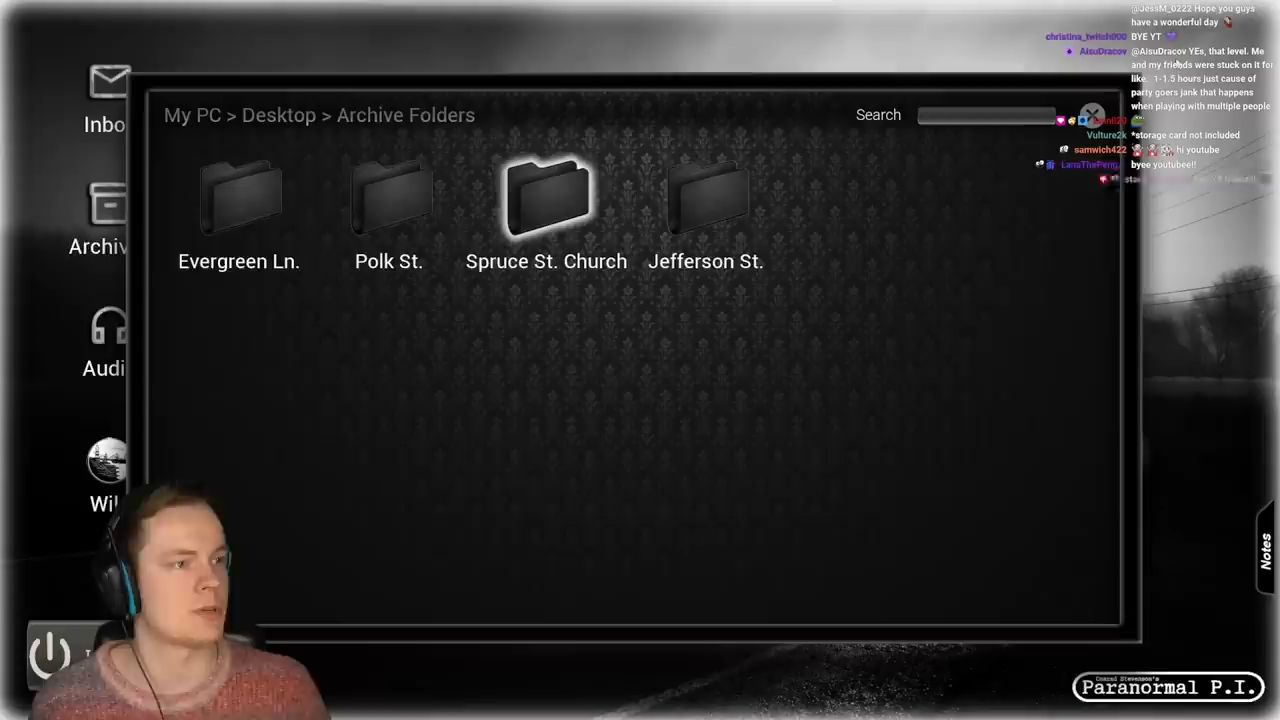 @JessM_0222 Hope you guys
have a wonderful day
christina_twitch000 BYE YT
AisuDracov @AisuDracov YEs, that level. Me
and my friends were stuck on it for
like. 1-1.5 hours just cause of
party goers jank that happens
when playing with multiple people
Vulture2k *storage card not included
samwich422 hi youtube
byee youtubee!!
My PC > Desktop > Archive Folders
Search
Inbo
Archiv
Audi
Wil
Evergreen Ln.
Polk St.
Spruce St. Church
Jefferson St.
Notes
Conrad Stevenson's
Paranormal P.I.